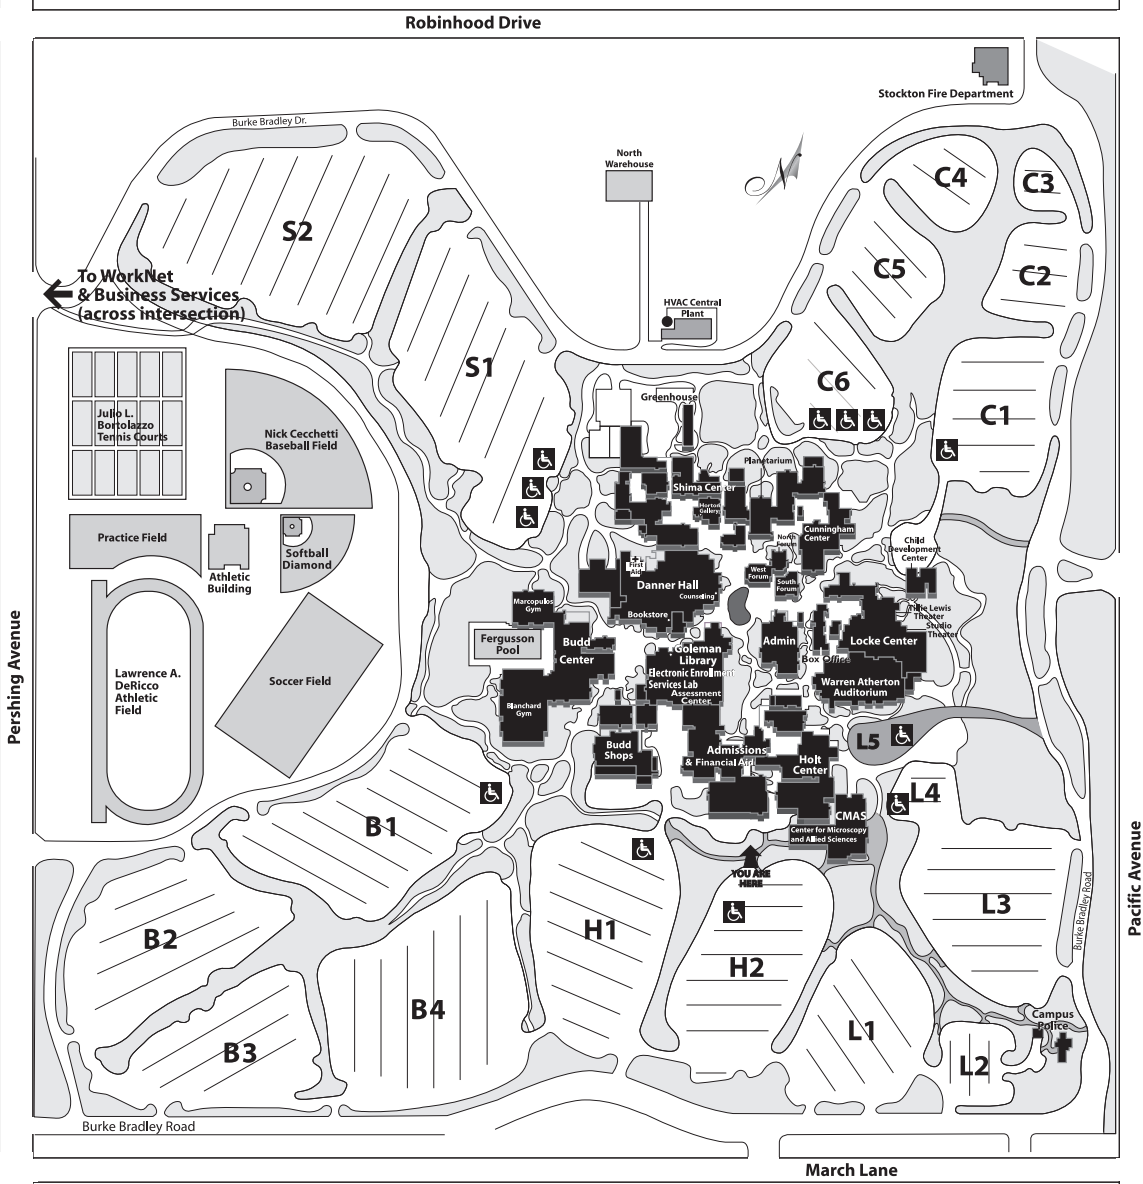 Robinhood Drive
Stockton Fire Department
Burke Bradley Dr.
North
Warehouse
C4
C3
S2
C5
C2
To WorkNet
& Business Services
(across intersection)
HVAC Central
Plant
S1
C6
Greenhouse
C1
Julio L.
Bortolazzo
Tennis Courts
Nick Cecchetti
Baseball Field
Planetarium
Shima Center
Horton
Gallery
Practice Field
Softball
Diamond
Athletic
Building
North
Forum
Cunningham
Center
Child
Development
Center
First
Aid
Danner Hall
Counseling
Bookstore
West
Forum
South
Forum
Marcopulos
Gym
Tillie Lewis
Theater
Studio
Theater
Fergusson
Pool
Budd
Center
Goleman
Library
Electronic Enrollment
Services Lab
Assessment
Center
Admin
Box Office
Locke Center
Warren Atherton
Auditorium
Pershing Avenue
Lawrence A.
DeRicco
Athletic
Field
Soccer Field
Blanchard
Gym
Budd
Shops
Admissions
& Financial Aid
Holt
Center
L5
L4
B1
CMAS
Center for Microscopy
and Allied Sciences
YOU ARE
HERE
Pacific Avenue
Burke Bradley Road
L3
B2
H1
H2
B4
B3
L1
L2
Campus
Police
Burke Bradley Road
March Lane